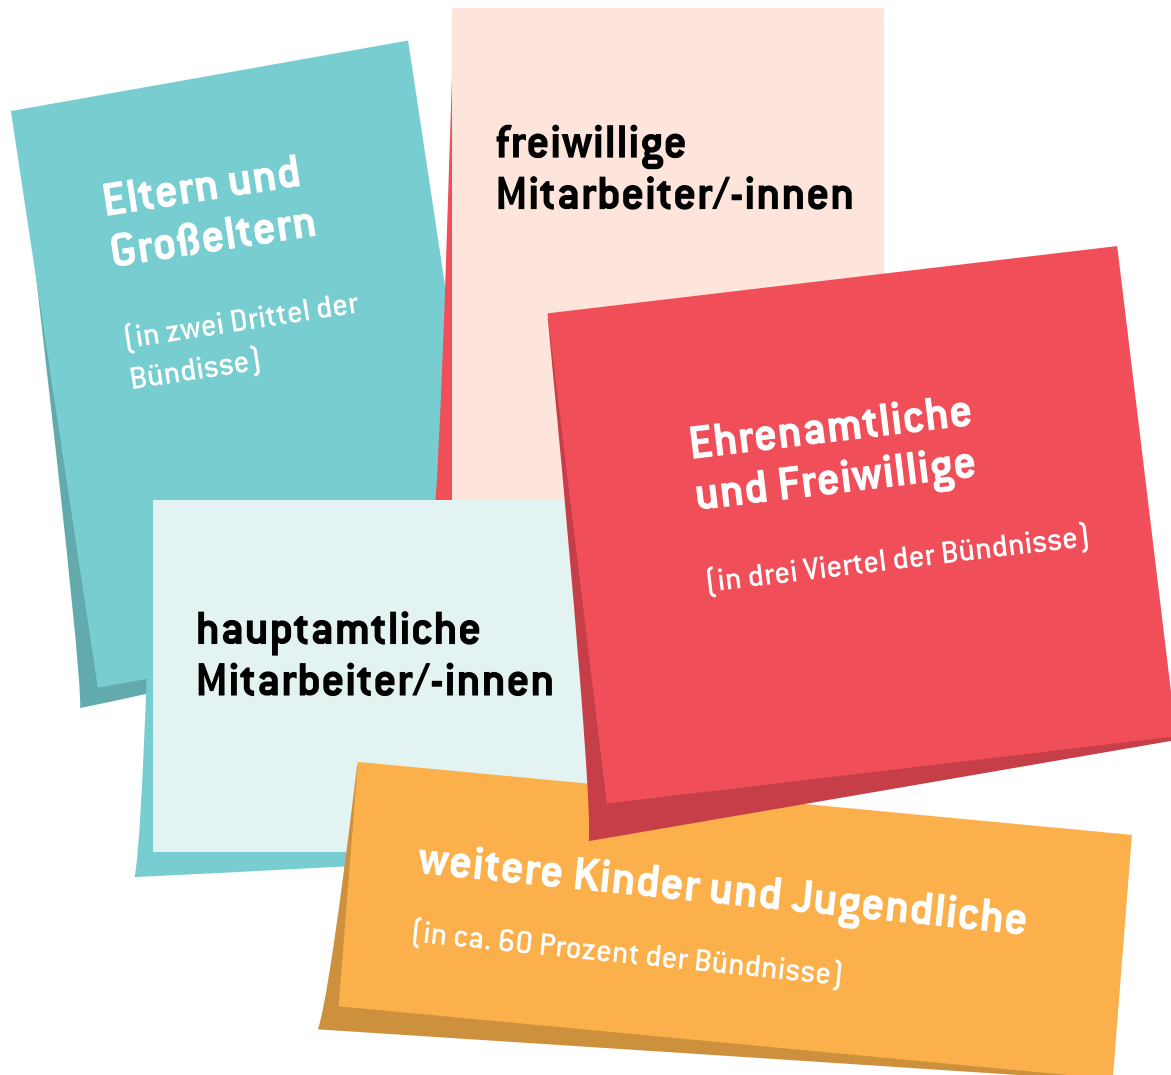 Eltern und
Großeltern
(in zwei Drittel der
Bündisse)
freiwillige
Mitarbeiter/-innen
Ehrenamtliche
und Freiwillige
(in drei Viertel der Bündnisse)
hauptamtliche
Mitarbeiter/-innen
weitere Kinder und Jugendliche
(in ca. 60 Prozent der Bündnisse)